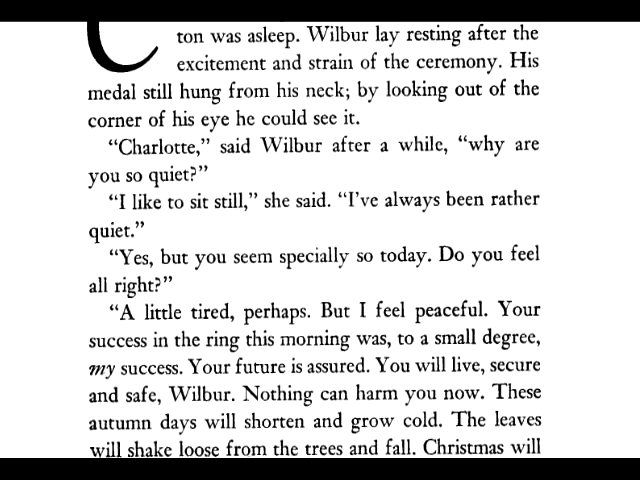 C ton was asleep. Wilbur lay resting after the
excitement and strain of the ceremony. His
medal still hung from his neck; by looking out of the
corner of his eye he could see it.
“Charlotte,” said Wilbur after a while, “why are
you so quiet?”
“I like to sit still,” she said. “I’ve always been rather
quiet.”
“Yes, but you seem specially so today. Do you feel
all right?”
“A little tired, perhaps. But I feel peaceful. Your
success in the ring this morning was, to a small degree,
my success. Your future is assured. You will live, secure
and safe, Wilbur. Nothing can harm you now. These
autumn days will shorten and grow cold. The leaves
will shake loose from the trees and fall. Christmas will